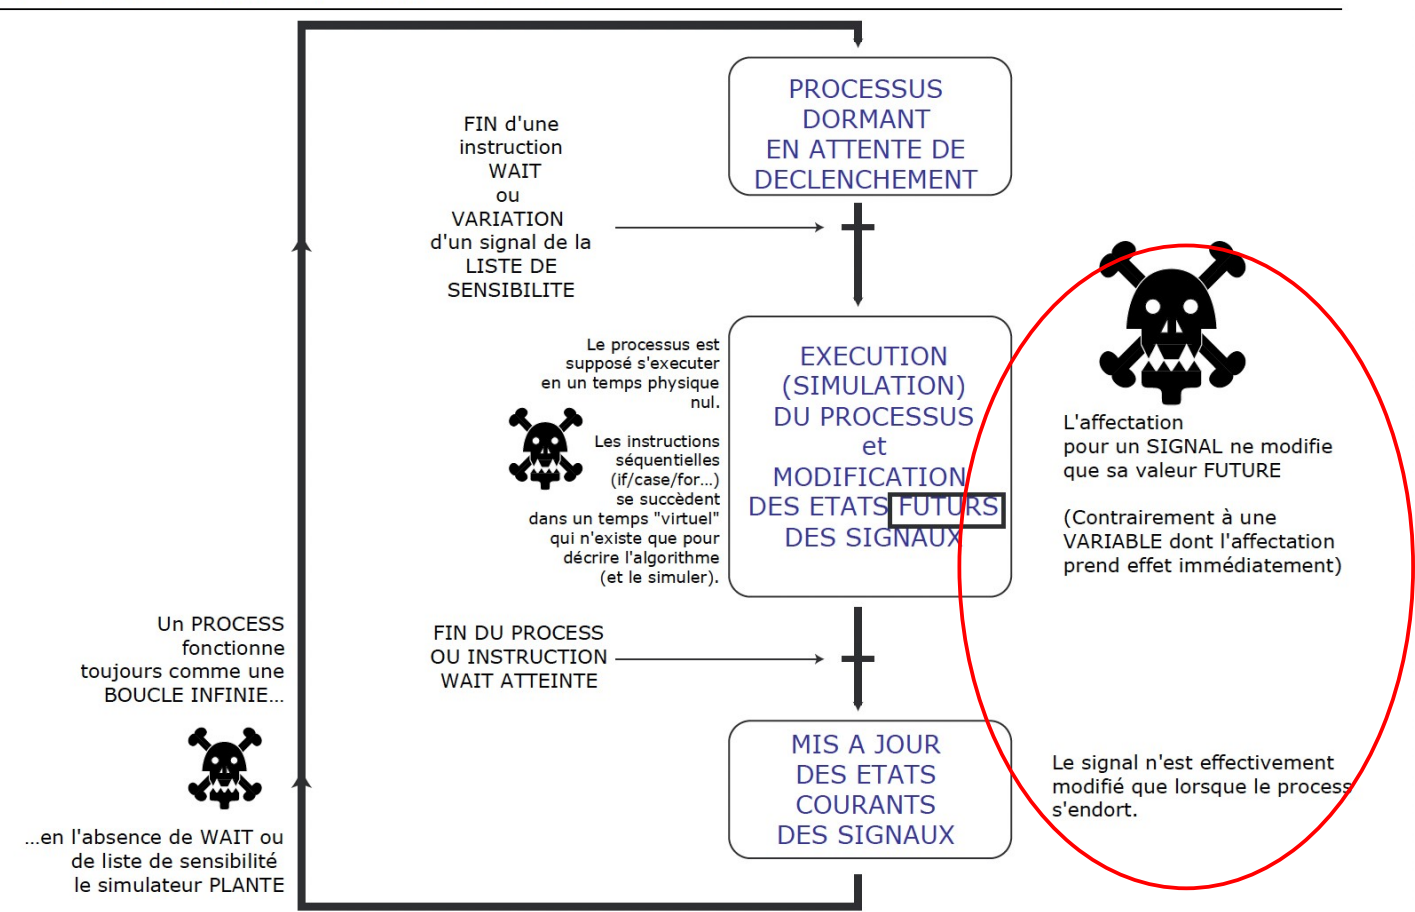 PROCESSUS
DORMANT
EN ATTENTE DE
DECLENCHEMENT
FIN d'une
instruction
WAIT
ou
VARIATION
d'un signal de la
LISTE DE
SENSIBILITE
Le processus est
supposé s'executer
en un temps physique
nul.
Les instructions
séquentielles
(if/case/for...)
se succèdent
dans un temps "virtuel"
qui n'existe que pour
décrire l'algorithme
(et le simuler).
EXECUTION
(SIMULATION)
DU PROCESSUS
et
MODIFICATION
DES ETATS FUTURS
DES SIGNAUX
L'affectation
pour un SIGNAL ne modifie
que sa valeur FUTURE
(Contrairement à une
VARIABLE dont l'affectation
prend effet immédiatement)
Un PROCESS
fonctionne
toujours comme une
BOUCLE INFINIE...
...en l'absence de WAIT ou
de liste de sensibilité
le simulateur PLANTE
FIN DU PROCESS
OU INSTRUCTION
WAIT ATTEINTE
MIS A JOUR
DES ETATS
COURANTS
DES SIGNAUX
Le signal n'est effectivement
modifié que lorsque le process
s'endort.